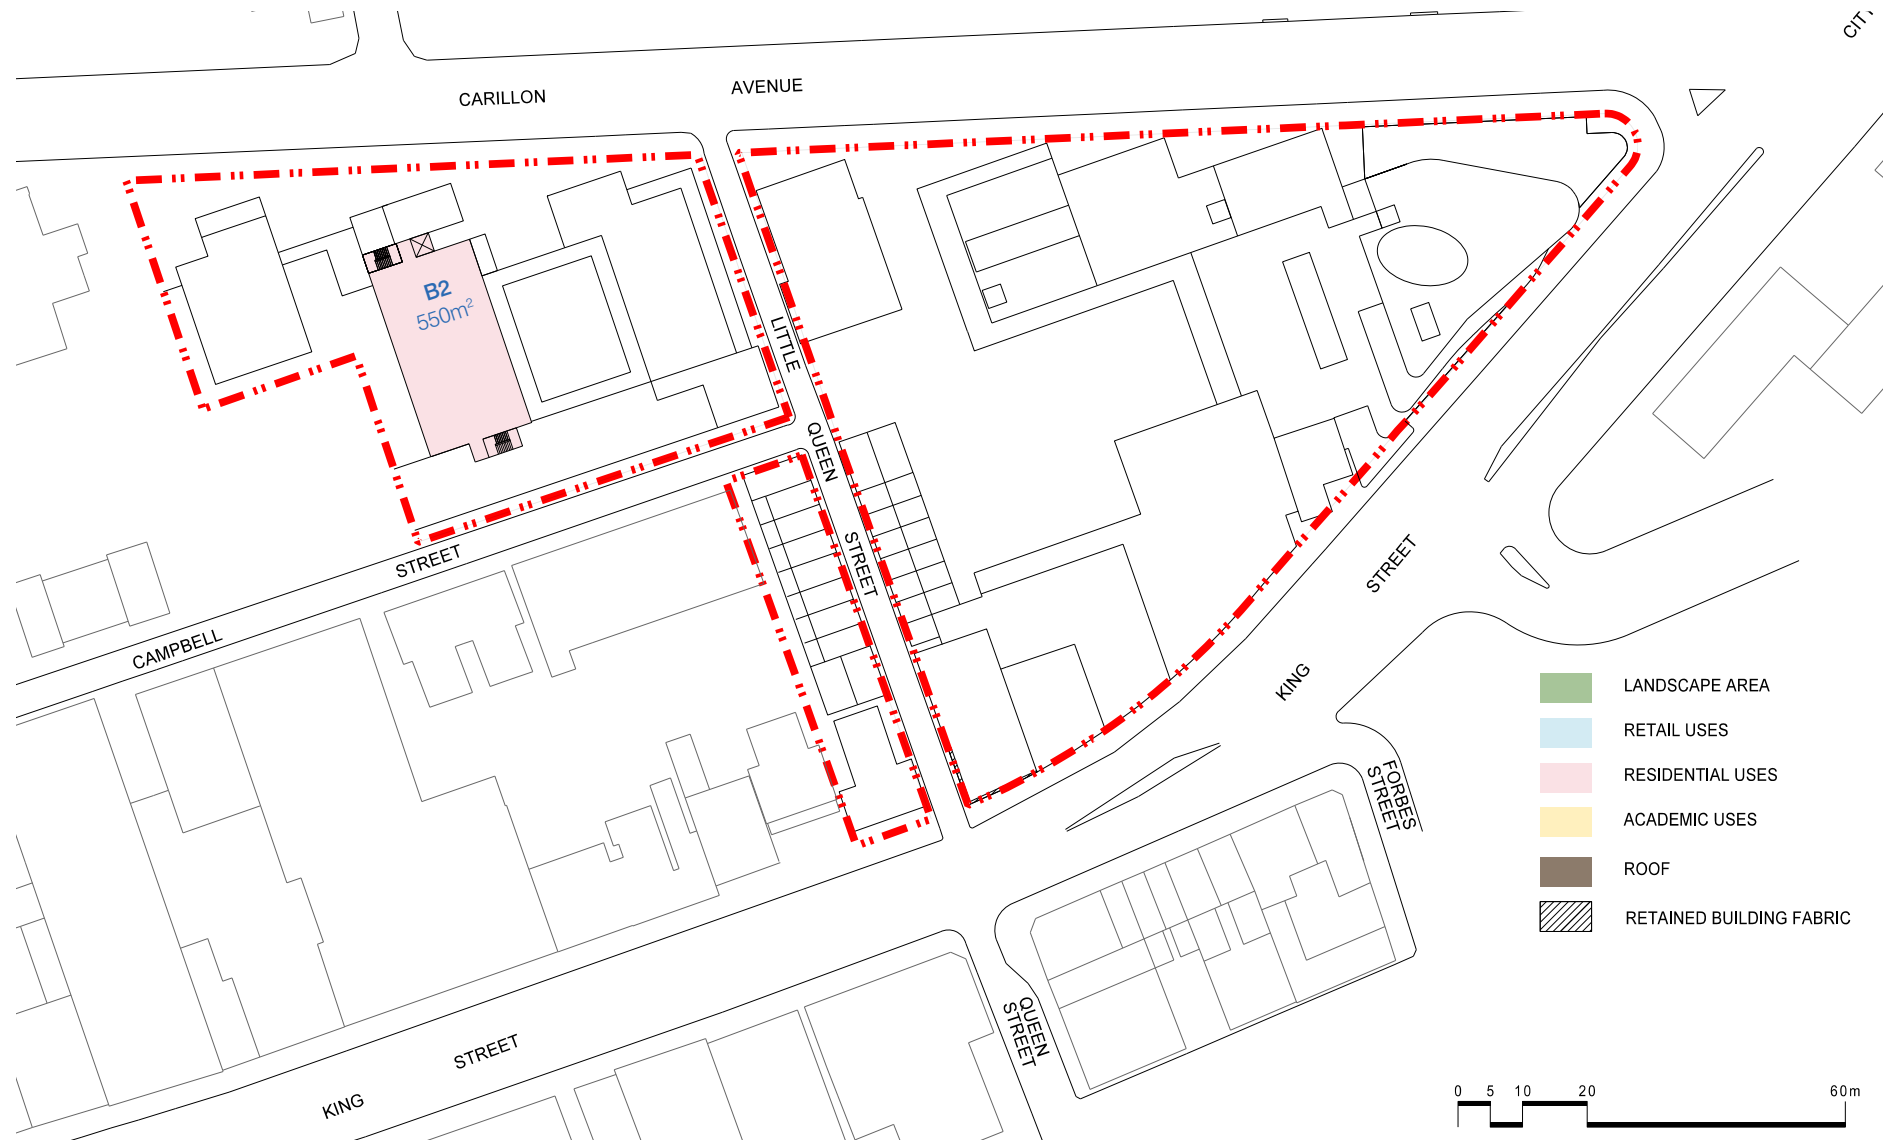 CITY
CARILLON AVENUE
B2
550m²
LITTLE
QUEEN
STREET
STREET
CAMPBELL
STREET
KING
LANDSCAPE AREA
RETAIL USES
RESIDENTIAL USES
ACADEMIC USES
ROOF
RETAINED BUILDING FABRIC
FORBES
STREET
QUEEN
STREET
STREET
KING
0 5 10 20 60m